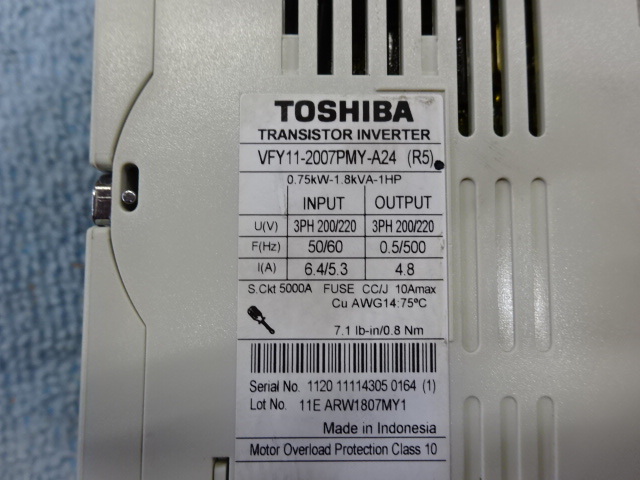 TOSHIBA
TRANSISTOR INVERTER
VFY11-2007PMY-A24 (R5)
0.75kW-1.8kVA-1HP
INPUT OUTPUT
U(V) 3PH 200/220 3PH 200/220
F(Hz) 50/60 0.5/500
I(A) 6.4/5.3 4.8
S.Ckt 5000A FUSE CC/J 10Amax
Cu AWG14:75ºC
7.1 lb-in/0.8 Nm
Serial No. 1120 11114305 0164 (1)
Lot No. 11E ARW1807MY1
Made in Indonesia
Motor Overload Protection Class 10